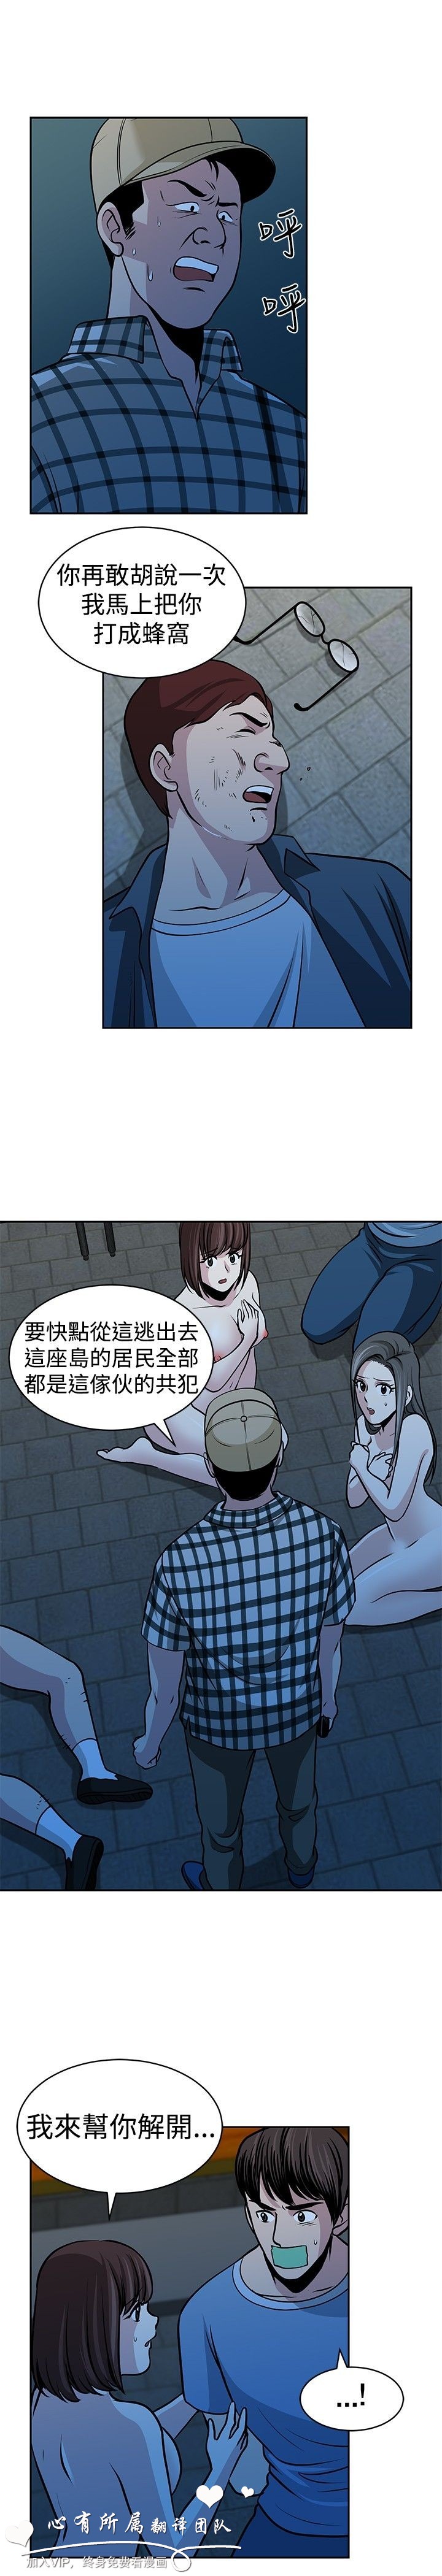 呼
呼
你再敢胡說一次
我馬上把你
打成蜂窩
要快點從這逃出去
這座島的居民全部
都是這傢伙的共犯
我來幫你解開...
...!
心有所属翻译团队
加入VIP，终身免费看漫画